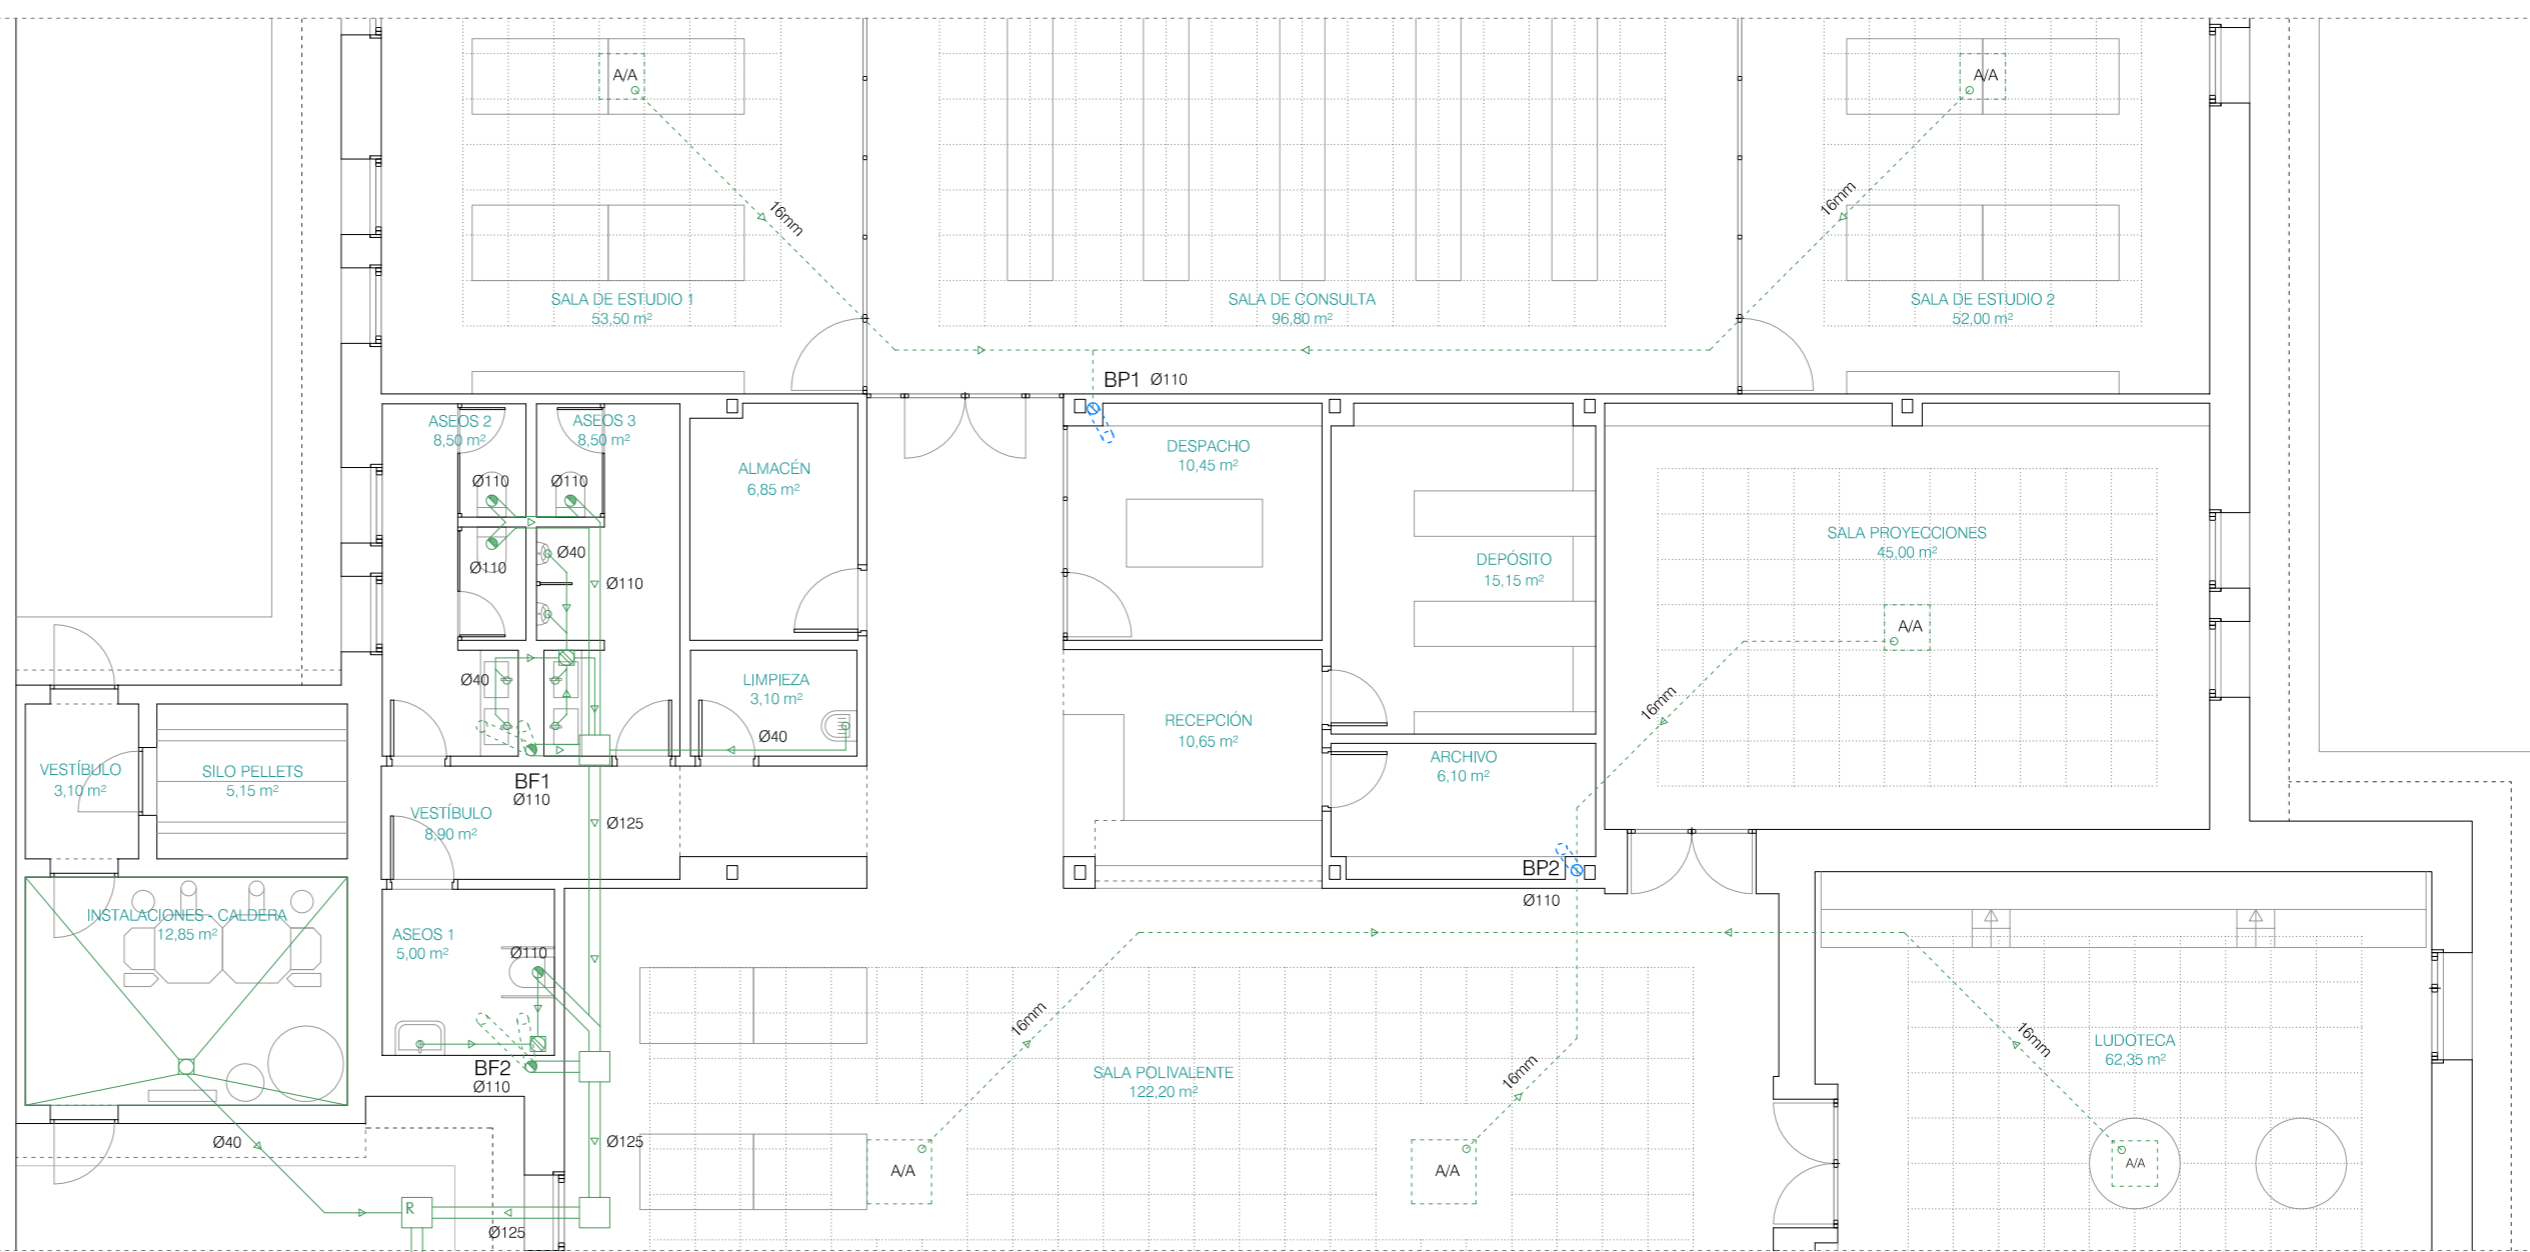 A/A
A/A
16mm
16mm
SALA DE ESTUDIO 1
53,50 m²
SALA DE CONSULTA
96,80 m²
SALA DE ESTUDIO 2
52,00 m²
BP1 Ø110
ASEOS 2
8,50 m²
ASEOS 3
8,50 m²
DESPACHO
10,45 m²
ALMACÉN
6,85 m²
Ø110
Ø110
SALA PROYECCIONES
45,00 m²
Ø40
Ø110
Ø110
DEPÓSITO
15,15 m²
A/A
Ø40
LIMPIEZA
3,10 m²
16mm
RECEPCIÓN
10,65 m²
Ø40
VESTÍBULO
3,10 m²
SILO PELLETS
5,15 m²
BF1
Ø110
ARCHIVO
6,10 m²
VESTÍBULO
8,90 m²
Ø125
BP2
Ø110
INSTALACIONES - CALDERA
12,85 m²
ASEOS 1
5,00 m²
Ø110
16mm
16mm
LUDOTECA
62,35 m²
BF2
Ø110
SALA POLIVALENTE
122,20 m²
16mm
Ø40
Ø125
A/A
A/A
A/A
R
Ø125